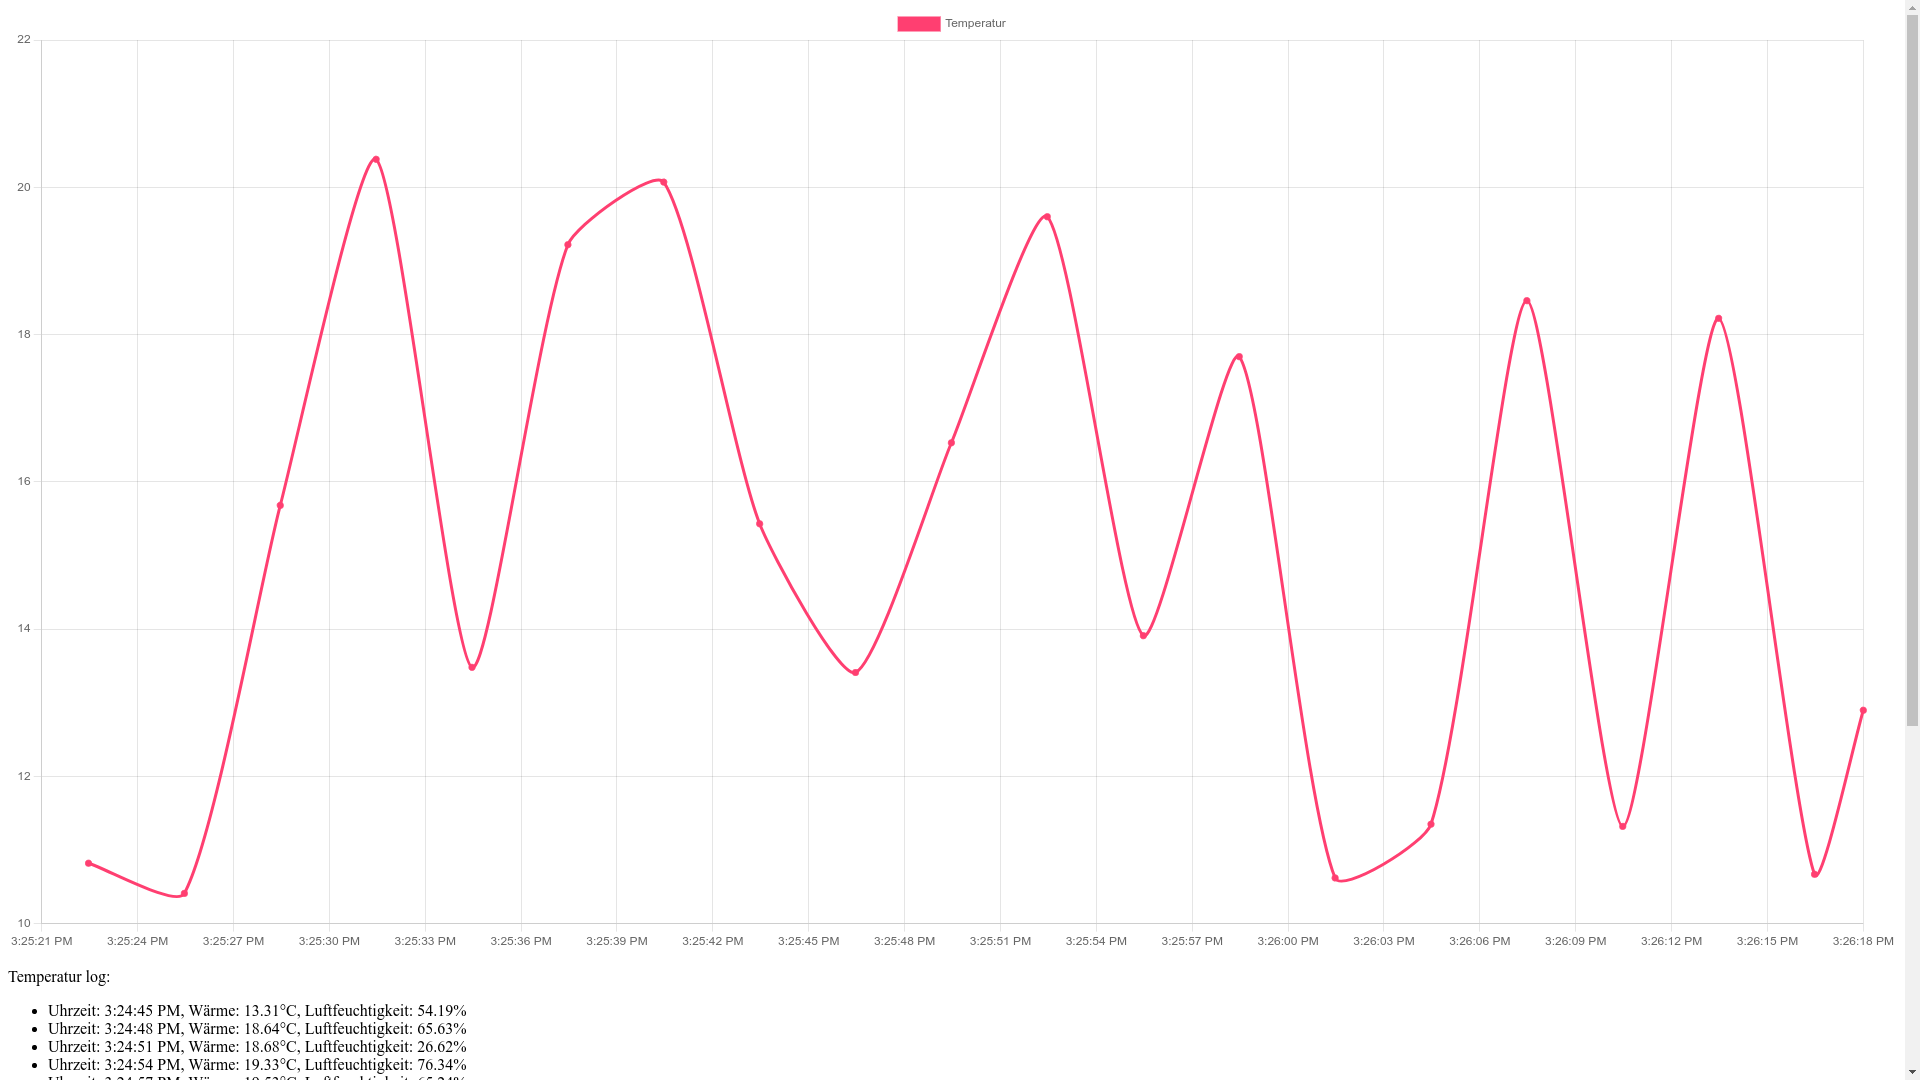 Temperatur
22
20
18
16
14
12
10
3:25:21 PM 3:25:24 PM 3:25:27 PM 3:25:30 PM 3:25:33 PM 3:25:36 PM 3:25:39 PM 3:25:42 PM 3:25:45 PM 3:25:48 PM 3:25:51 PM 3:25:54 PM 3:25:57 PM 3:26:00 PM 3:26:03 PM 3:26:06 PM 3:26:09 PM 3:26:12 PM 3:26:15 PM 3:26:18 PM
Temperatur log:
Uhrzeit: 3:24:45 PM, Wärme: 13.31°C, Luftfeuchtigkeit: 54.19%
Uhrzeit: 3:24:48 PM, Wärme: 18.64°C, Luftfeuchtigkeit: 65.63%
Uhrzeit: 3:24:51 PM, Wärme: 18.68°C, Luftfeuchtigkeit: 26.62%
Uhrzeit: 3:24:54 PM, Wärme: 19.33°C, Luftfeuchtigkeit: 76.34%